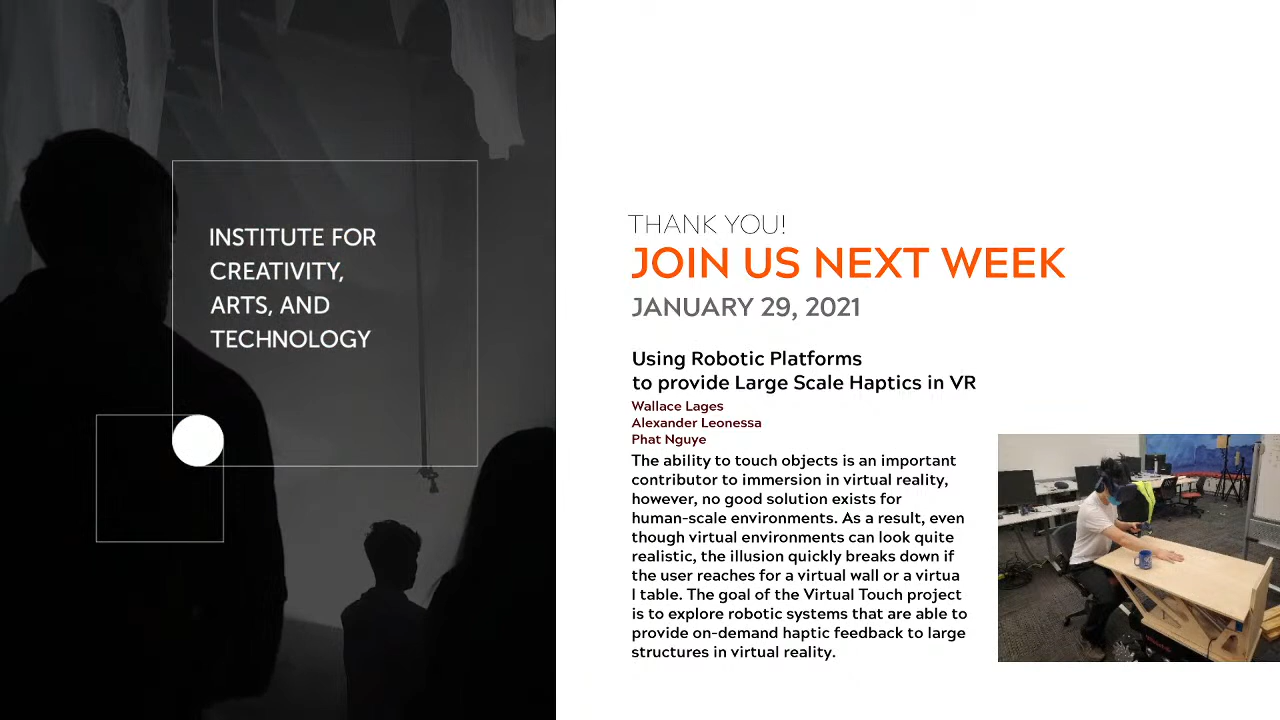 INSTITUTE FOR
CREATIVITY,
ARTS, AND
TECHNOLOGY
THANK YOU!
JOIN US NEXT WEEK
JANUARY 29, 2021
Using Robotic Platforms
to provide Large Scale Haptics in VR
Wallace Lages
Alexander Leonessa
Phat Nguye
The ability to touch objects is an important
contributor to immersion in virtual reality,
however, no good solution exists for
human-scale environments. As a result, even
though virtual environments can look quite
realistic, the illusion quickly breaks down if
the user reaches for a virtual wall or a virtua
l table. The goal of the Virtual Touch project
is to explore robotic systems that are able to
provide on-demand haptic feedback to large
structures in virtual reality.